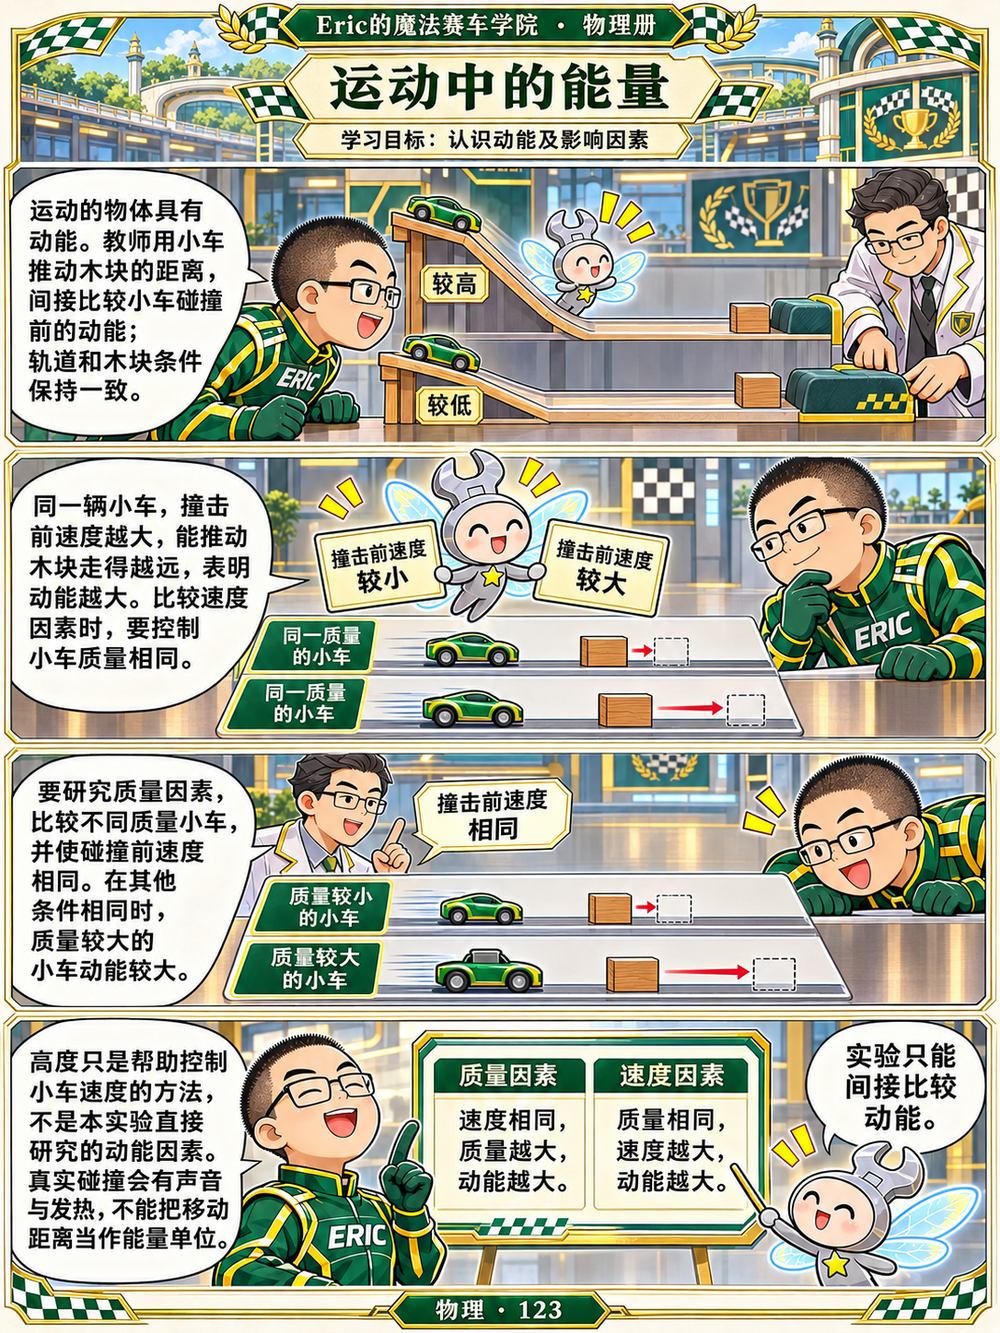 Eric的魔法赛车学院 · 物理册
运动中的能量
学习目标：认识动能及影响因素
运动的物体具有
动能。教师用小车
推动木块的距离，
间接比较小车碰撞
前的动能；
轨道和木块条件
保持一致。
ERIC
较高
较低
同一辆小车，撞击
前速度越大，能推动
木块走得越远，表明
动能越大。比较速度
因素时，要控制
小车质量相同。
撞击前速度
较小
撞击前速度
较大
ERIC
同一质量
的小车
同一质量
的小车
要研究质量因素，
比较不同质量小车，
并使碰撞前速度
相同。在其他
条件相同时，
质量较大的
小车动能较大。
撞击前速度
相同
质量较小
的小车
质量较大
的小车
高度只是帮助控制
小车速度的方法，
不是本实验直接
研究的动能因素。
真实碰撞会有声音
与发热，不能把移动
距离当作能量单位。
ERIC
质量因素
速度相同，
质量越大，
动能越大。
速度因素
质量相同，
速度越大，
动能越大。
实验只能
间接比较
动能。
物理 · 123